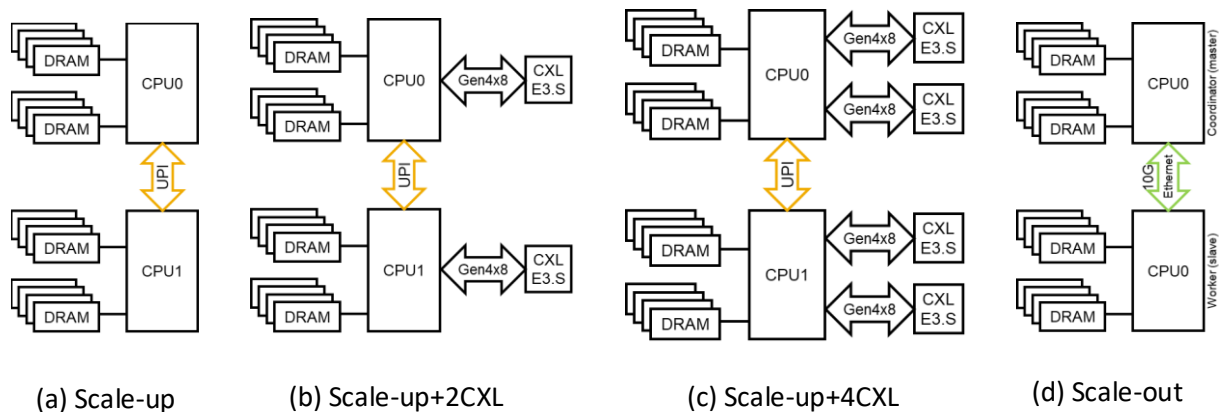 DRAM
DRAM
CPU0
UPI
DRAM
DRAM
CPU1
(a) Scale-up
DRAM
DRAM
CPU0
Gen4x8
CXL
E3.S
UPI
DRAM
DRAM
CPU1
Gen4x8
CXL
E3.S
(b) Scale-up+2CXL
DRAM
DRAM
CPU0
Gen4x8
CXL
E3.S
Gen4x8
CXL
E3.S
UPI
DRAM
DRAM
CPU1
Gen4x8
CXL
E3.S
Gen4x8
CXL
E3.S
(c) Scale-up+4CXL
DRAM
DRAM
CPU0
Coordinator (master)
10G
Ethernet
DRAM
DRAM
CPU0
Worker (slave)
(d) Scale-out